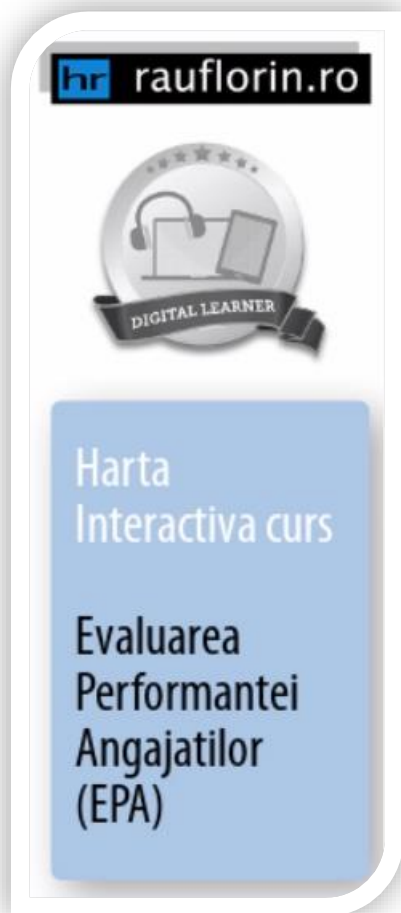 hr rauflorin.ro
DIGITAL LEARNER
Harta
Interactiva curs
Evaluarea
Performantei
Angajatilor
(EPA)